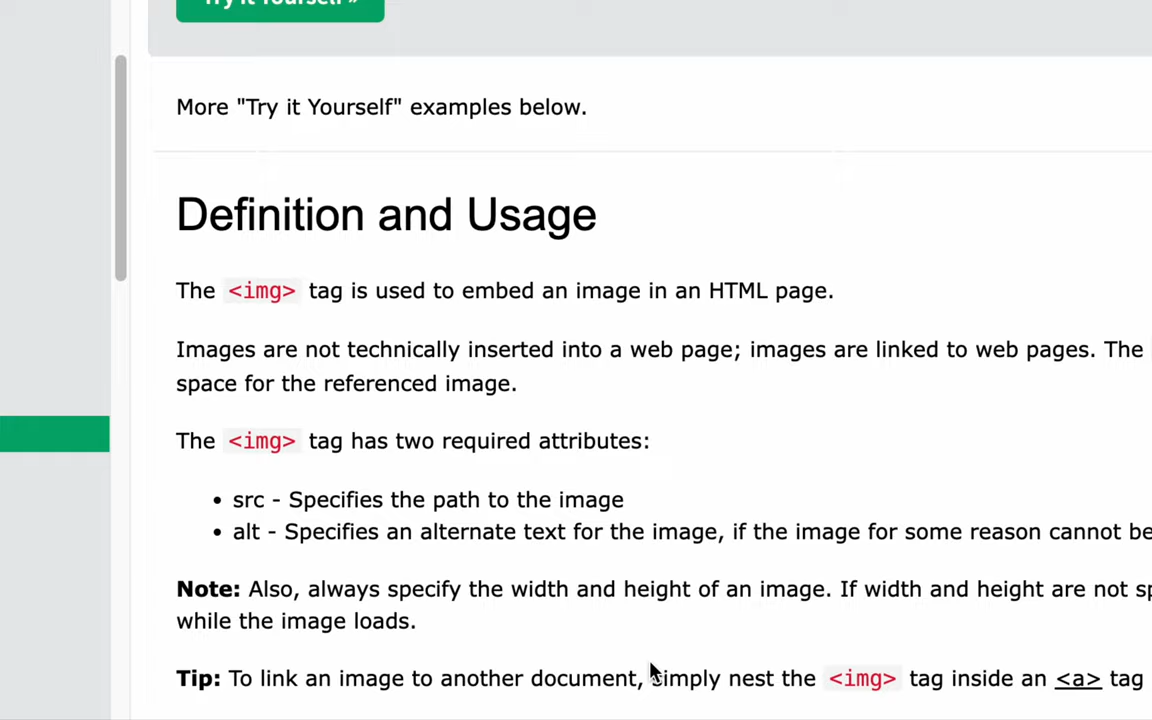 Try it Yourself »
More "Try it Yourself" examples below.
Definition and Usage
The <img> tag is used to embed an image in an HTML page.
Images are not technically inserted into a web page; images are linked to web pages. The
space for the referenced image.
The <img> tag has two required attributes:
• src - Specifies the path to the image
• alt - Specifies an alternate text for the image, if the image for some reason cannot be
Note: Also, always specify the width and height of an image. If width and height are not sp
while the image loads.
Tip: To link an image to another document, simply nest the <img> tag inside an <a> tag